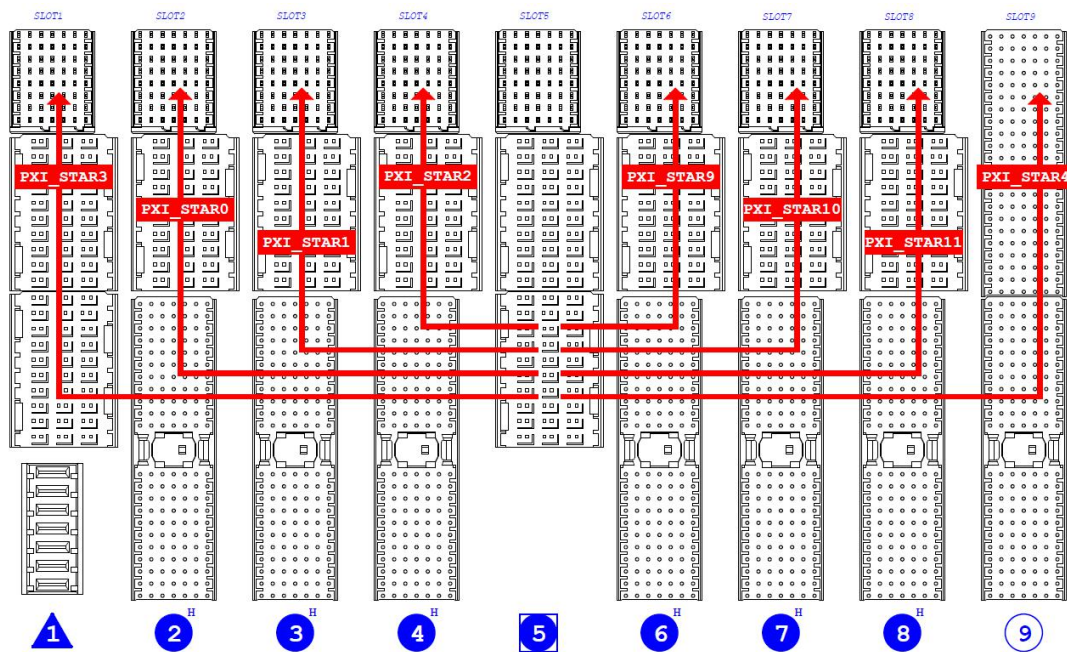 SLOT1 SLOT2 SLOT3 SLOT4 SLOT5 SLOT6 SLOT7 SLOT8 SLOT9
PXI_STAR3 PXI_STAR2 PXI_STAR9 PXI_STAR4
PXI_STAR0 PXI_STAR10
PXI_STAR1 PXI_STAR11
H H H H H H
1 2 3 4 5 6 7 8 9